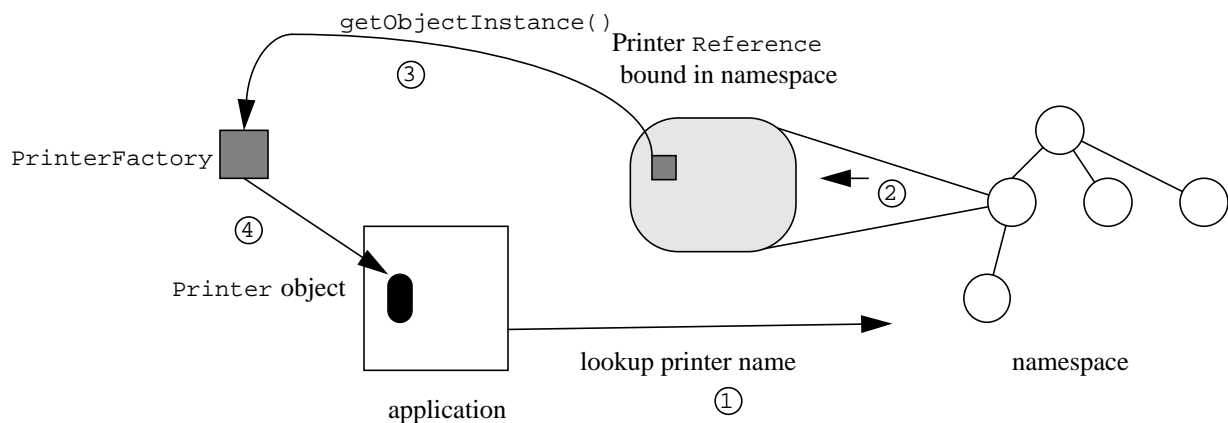 getObjectInstance()
Printer Reference
bound in namespace
③
PrinterFactory
②
④
Printer object
lookup printer name
namespace
①
application